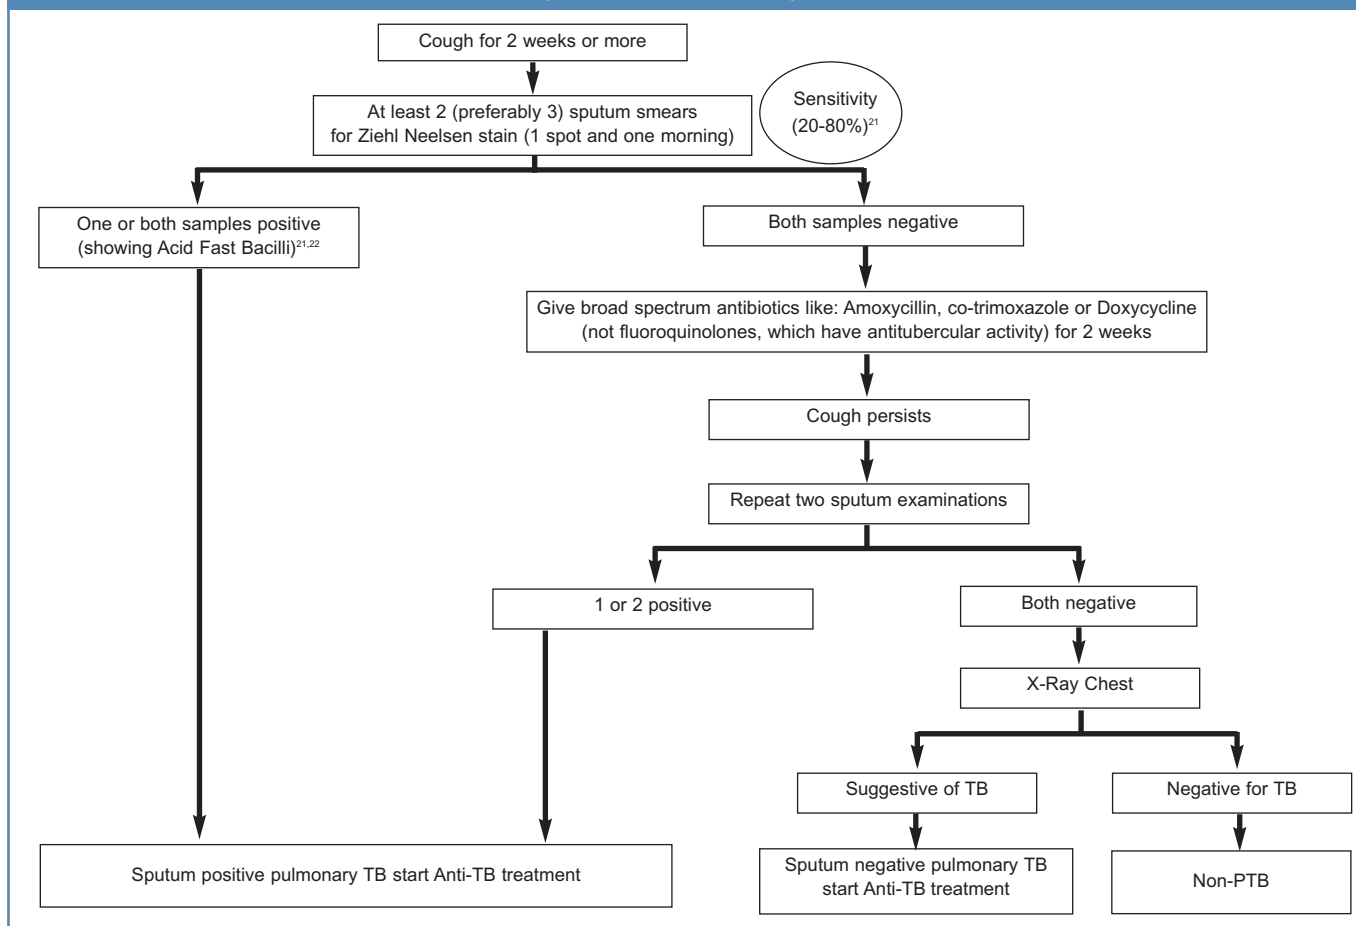 Cough for 2 weeks or more
At least 2 (preferably 3) sputum smears
for Ziehl Neelsen stain (1 spot and one morning)
Sensitivity
(20-80%)21
One or both samples positive
(showing Acid Fast Bacilli)21,22
Both samples negative
Give broad spectrum antibiotics like: Amoxycillin, co-trimoxazole or Doxycycline
(not fluoroquinolones, which have antitubercular activity) for 2 weeks
Cough persists
Repeat two sputum examinations
1 or 2 positive
Both negative
X-Ray Chest
Suggestive of TB
Negative for TB
Sputum positive pulmonary TB start Anti-TB treatment
Sputum negative pulmonary TB
start Anti-TB treatment
Non-PTB